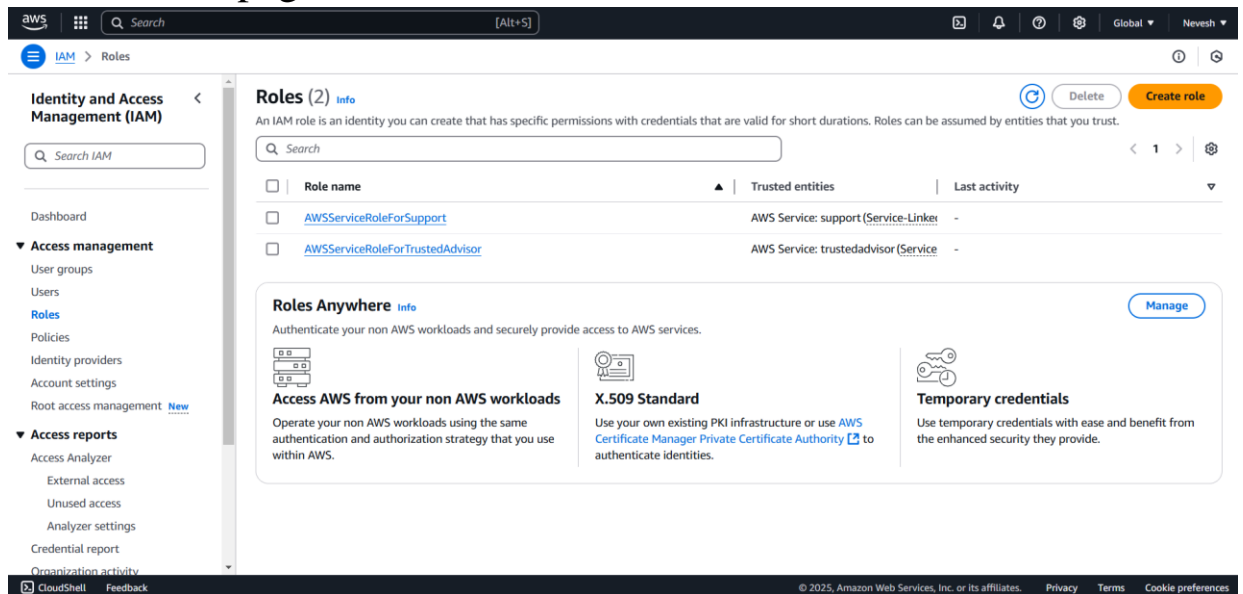 aws Search [Alt+S] Global ▼ Nevesh ▼
IAM > Roles
Identity and Access
Management (IAM)
Search IAM
Dashboard
Access management
User groups
Users
Roles
Policies
Identity providers
Account settings
Root access management New
Access reports
Access Analyzer
External access
Unused access
Analyzer settings
Credential report
Organization activity
Roles (2) Info
Delete
Create role
An IAM role is an identity you can create that has specific permissions with credentials that are valid for short durations. Roles can be assumed by entities that you trust.
Search
< 1 >
Role name ▲ Trusted entities Last activity
AWSServiceRoleForSupport AWS Service: support (Service-Linked -
AWSServiceRoleForTrustedAdvisor AWS Service: trustedadvisor (Service -
Roles Anywhere Info
Manage
Authenticate your non AWS workloads and securely provide access to AWS services.
Access AWS from your non AWS workloads
Operate your non AWS workloads using the same
authentication and authorization strategy that you use
within AWS.
X.509 Standard
Use your own existing PKI infrastructure or use AWS
Certificate Manager Private Certificate Authority to
authenticate identities.
Temporary credentials
Use temporary credentials with ease and benefit from
the enhanced security they provide.
CloudShell Feedback © 2025, Amazon Web Services, Inc. or its affiliates. Privacy Terms Cookie preferences